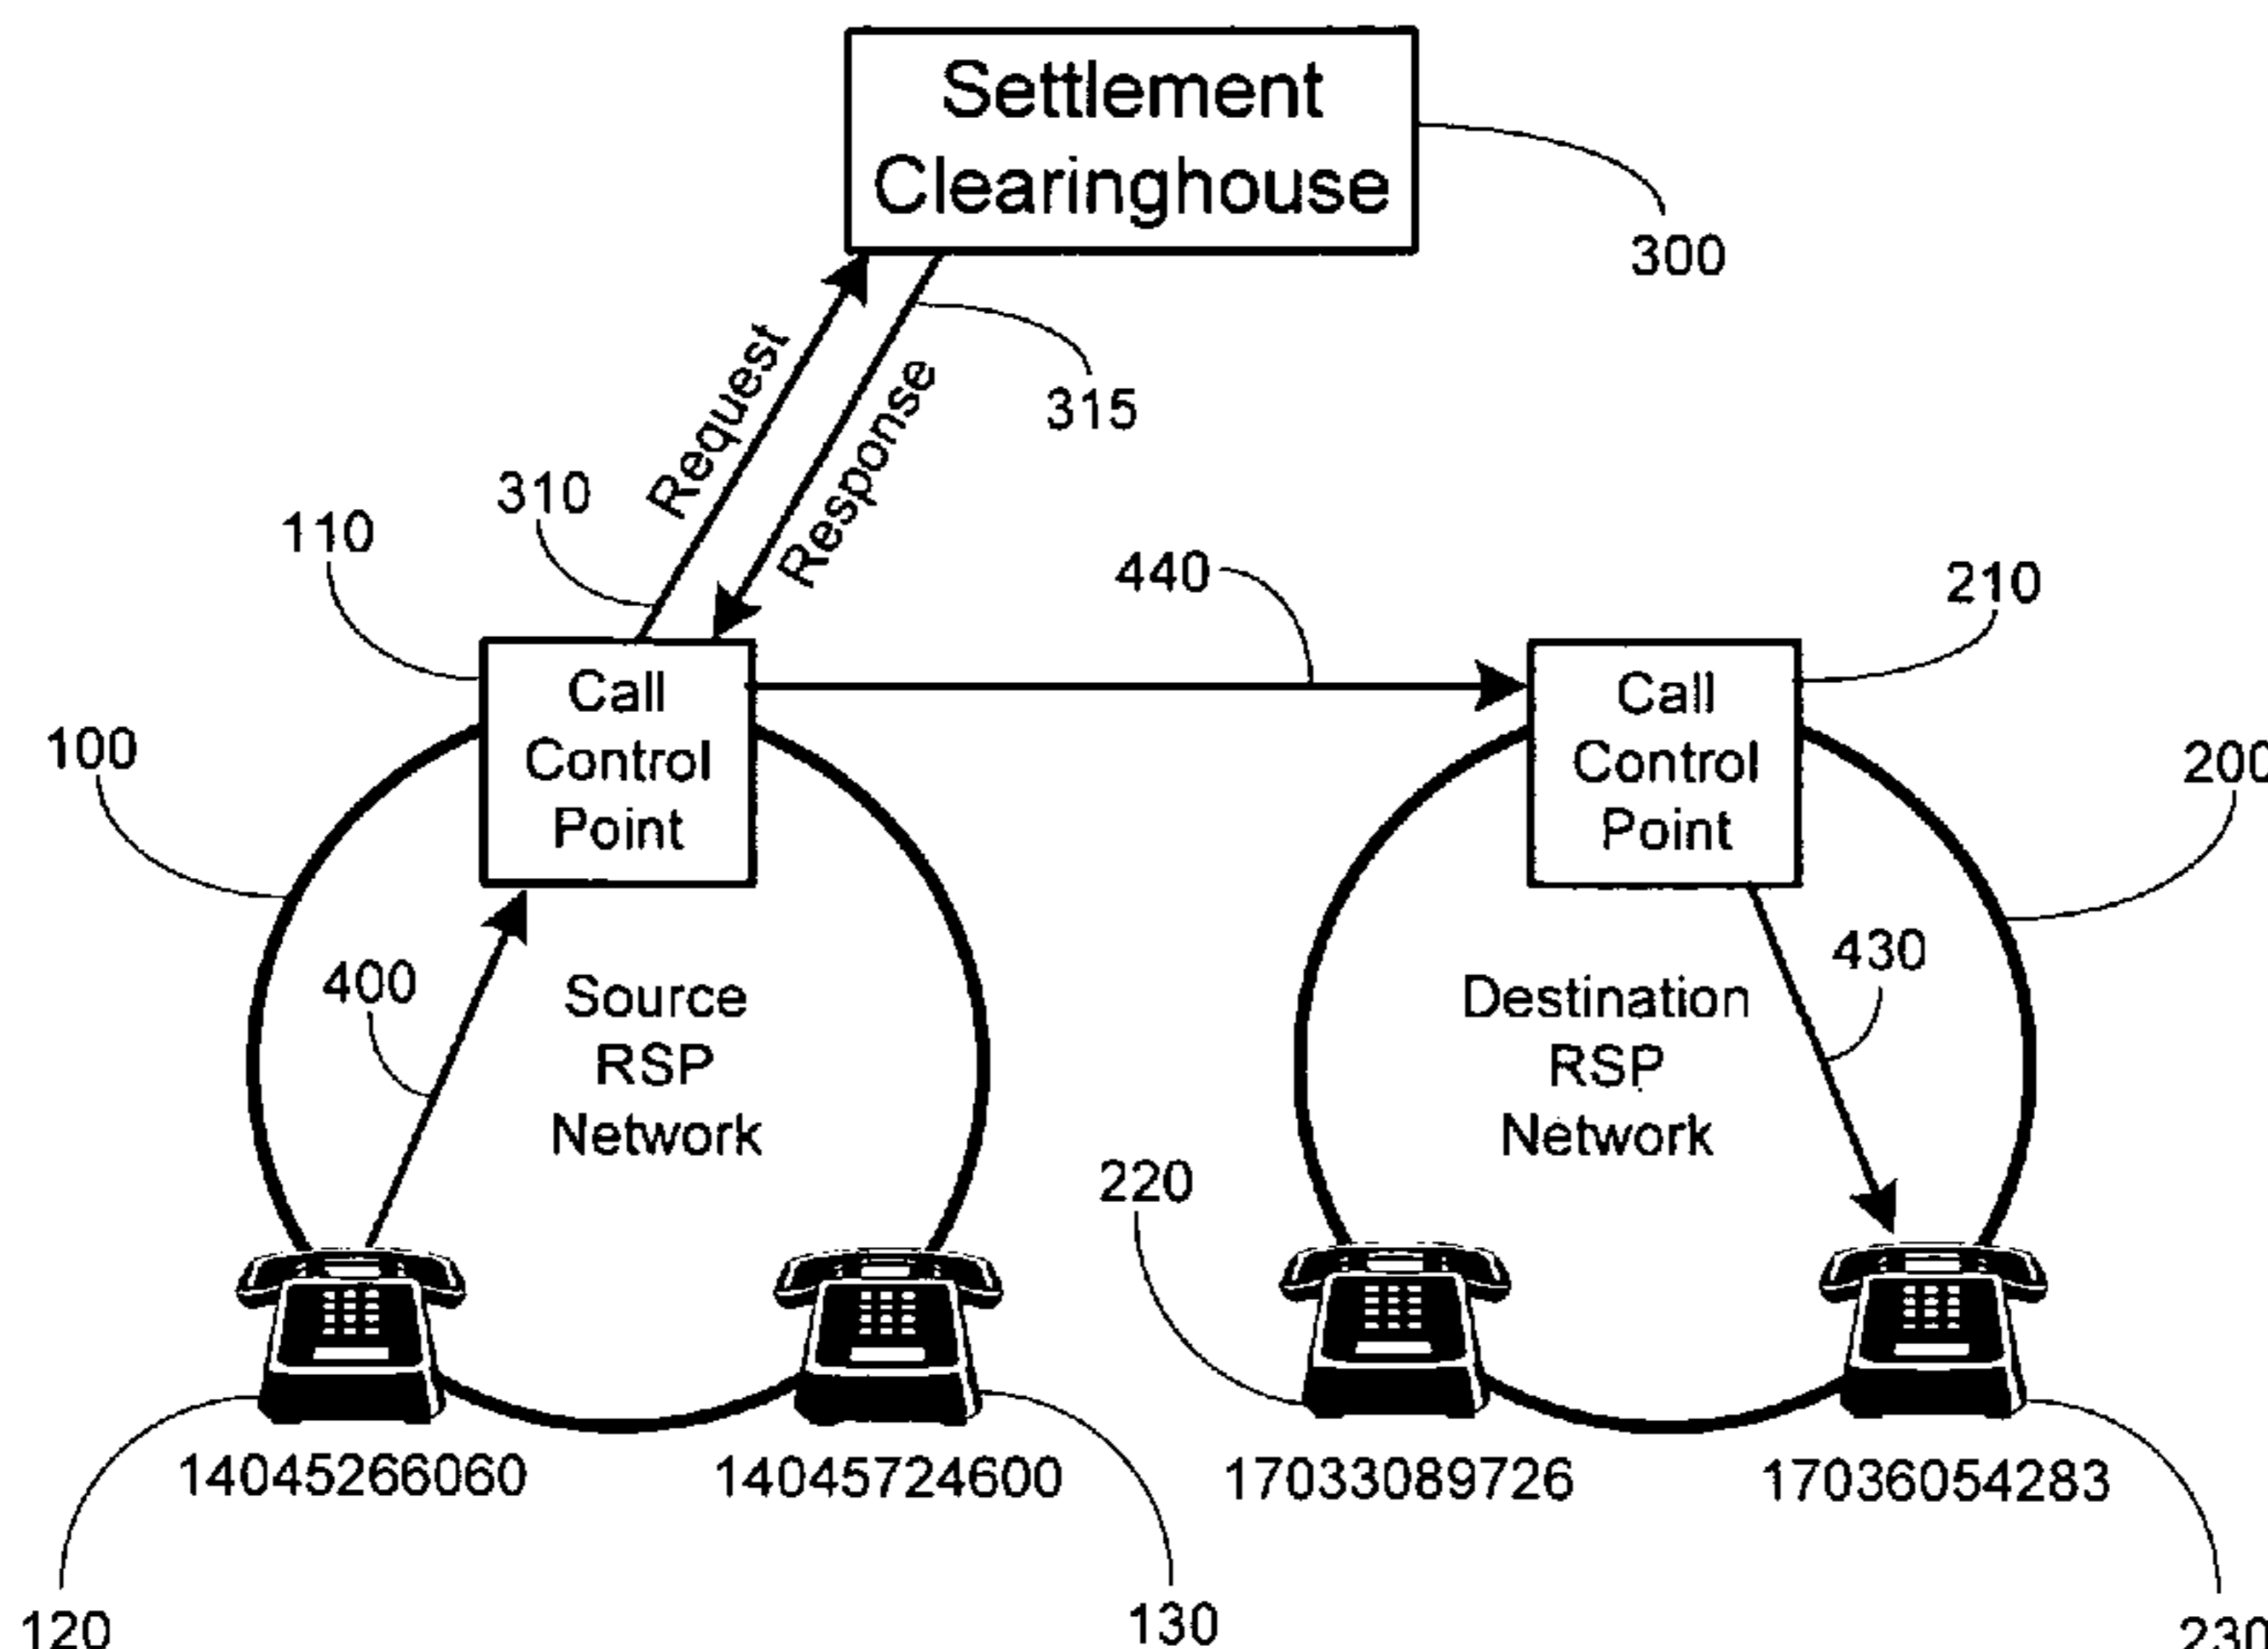 Settlement
Clearinghouse
300
Request
Response
315
310
110
440
210
Call
Control
Point
Call
Control
Point
100
200
400
Source
RSP
Network
Destination
RSP
Network
430
220
14045266060
14045724600
17033089726
17036054283
120
130
230